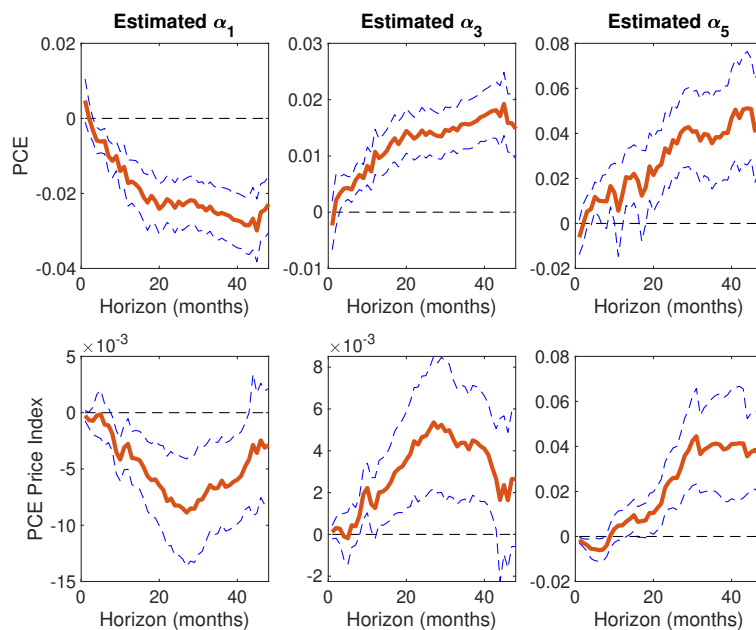 Estimated α1 Estimated α3 Estimated α5
0.02 0.03 0.08
0.06
0 0.02
0.04
PCE
0.01
-0.02 0.02
0
0
-0.04 -0.01 -0.02
0 20 40 0 20 40 0 20 40
Horizon (months) Horizon (months) Horizon (months)
×10-3 ×10-3
5 8 0.08
6 0.06
0
4 0.04
PCE Price Index
-5
2 0.02
-10
0 0
-15 -2 -0.02
0 20 40 0 20 40 0 20 40
Horizon (months) Horizon (months) Horizon (months)